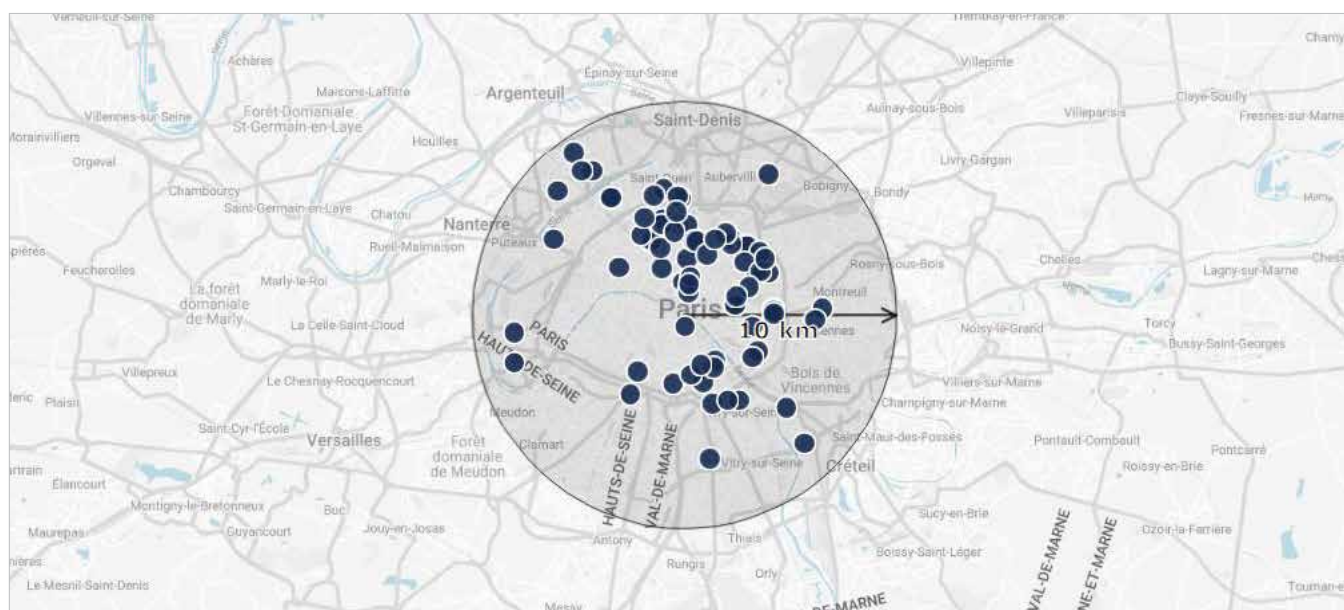 Verneuil-sur-Seine
Tremblay-en-France
Achères
Épinay-sur-Seine
Villepinte
Maisons-Laffitte
Argenteuil
Claye-Souilly
Villennes-sur-Seine
Forêt Domaniale
St-Germain-en-Laye
Aulnay-sous-Bois
Villeparisis
Fresnes-sur-Marne
Saint-Denis
Morainvilliers
Houilles
Orgeval
Livry-Gargan
Chambourcy
Saint-Ouen
Bobigny
Bondy
Saint-Germain-en-Laye
Chatou
Nanterre
Rueil-Malmaison
Puteaux
Feucherolles
Rosny-sous-Bois
Chelles
Lagny-sur-Marne
Marly-le-Roi
La forêt
domaniale
de Marly
Montreuil
Marne
Paris
10 km
La Celle-Saint-Cloud
PARIS
HAUTS-DE-SEINE
Noisy-le-Grand
Torcy
Bussy-Saint-Georges
Villepreux
Le Chesnay-Rocquencourt
Bois de
Vincennes
Villiers-sur-Marne
Plaisir
Meudon
Champigny-sur-Marne
Saint-Cyr-l'École
Versailles
Forêt
domaniale
de Meudon
Clamart
HAUTS-DE-SEINE
VAL-DE-MARNE
Vitry-sur-Seine
Saint-Maur-des-Fossés
Créteil
Pontault-Combault
Pontcarré
Roissy-en-Brie
Élancourt
Montigny-le-Bretonneux
Buc
Guyancourt
Jouy-en-Josas
Maurepas
Antony
Thiais
Sucy-en-Brie
Ozoir-la-Ferrière
Rungis
Orly
Boissy-Saint-Léger
VAL-DE-MARNE
Le Mesnil-Saint-Denis